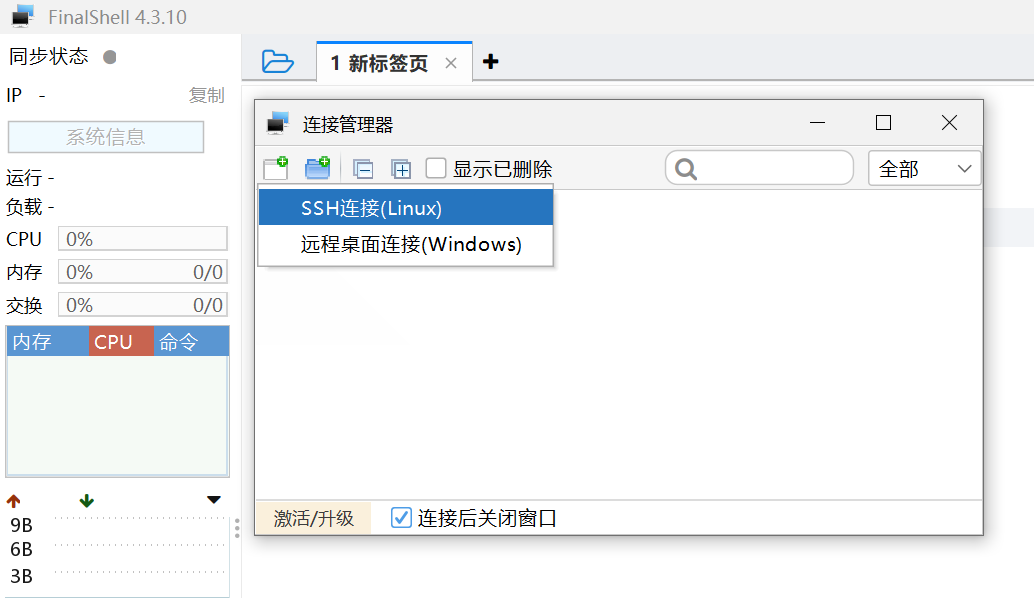 FinalShell 4.3.10
同步状态
IP -
复制
系统信息
运行 -
负载 -
CPU 0%
内存 0% 0/0
交换 0% 0/0
内存 CPU 命令
9B
6B
3B
1 新标签页
连接管理器
显示已删除
全部
SSH连接(Linux)
远程桌面连接(Windows)
激活/升级
连接后关闭窗口